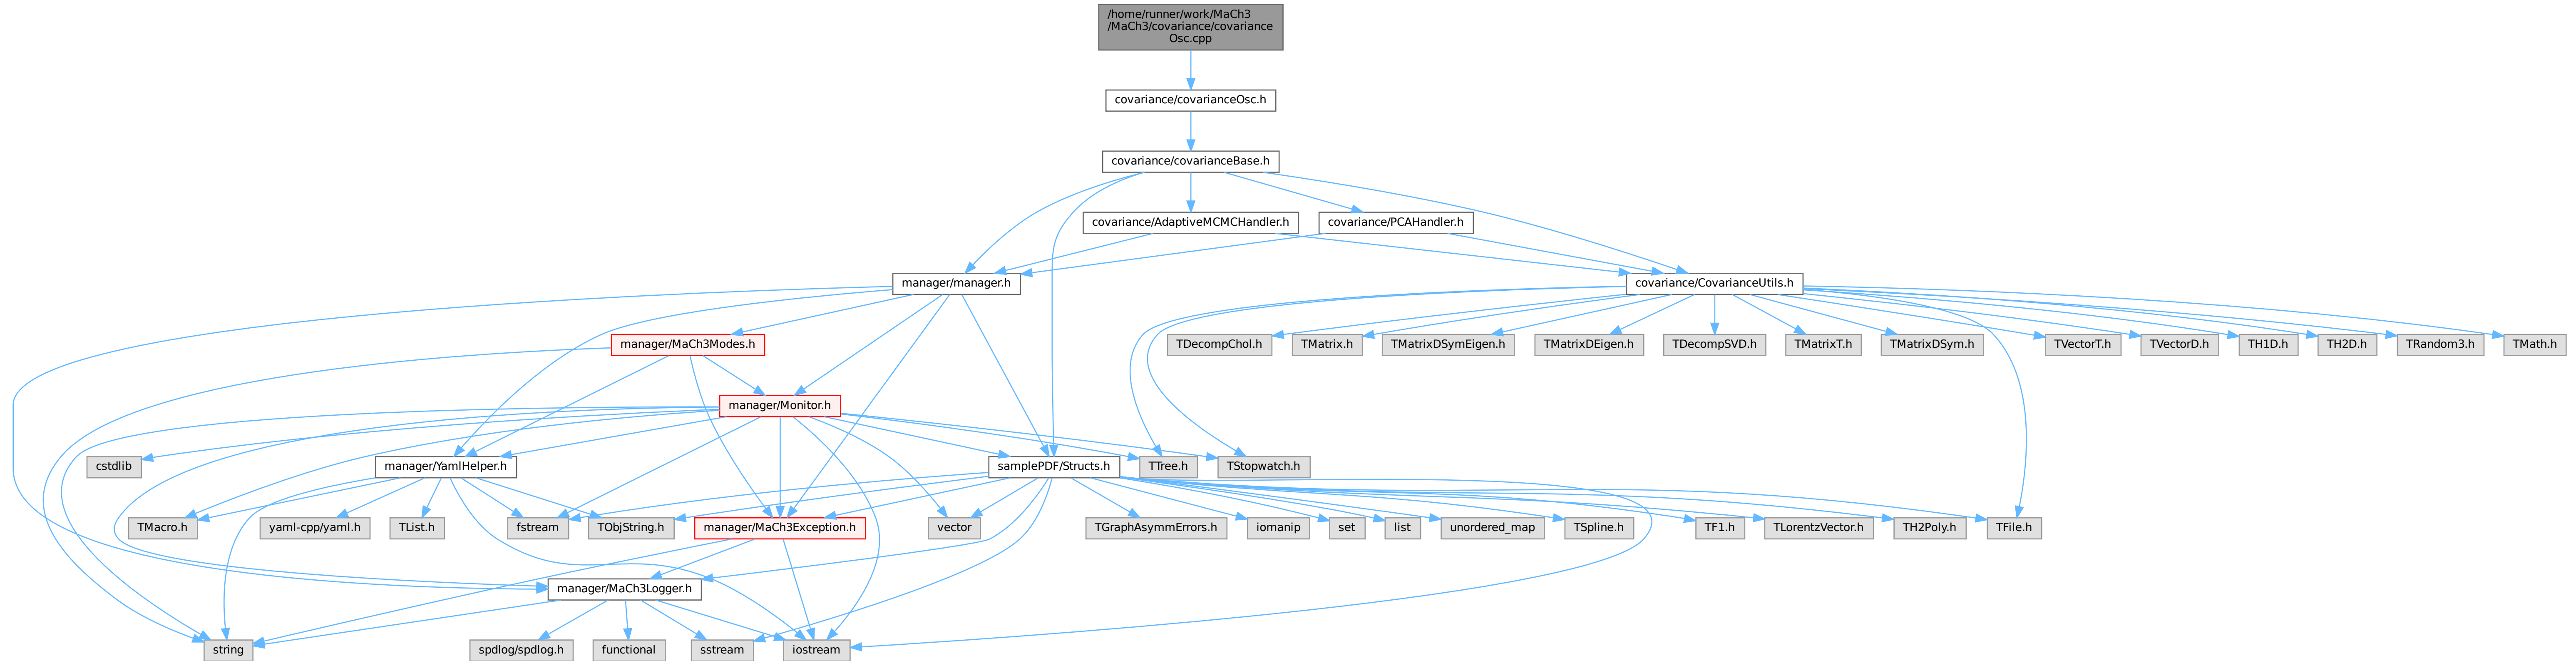 /home/runner/work/MaCh3
/MaCh3/covariance/covariance
Osc.cpp
covariance/covarianceOsc.h
covariance/covarianceBase.h
covariance/AdaptiveMCMCHandler.h
covariance/PCAHandler.h
manager/manager.h
covariance/CovarianceUtils.h
manager/MaCh3Modes.h
TDecompChol.h
TMatrix.h
TMatrixDSymEigen.h
TMatrixDEigen.h
TDecompSVD.h
TMatrixT.h
TMatrixDSym.h
TVectorT.h
TVectorD.h
TH1D.h
TH2D.h
TRandom3.h
TMath.h
manager/Monitor.h
cstdlib
manager/YamlHelper.h
samplePDF/Structs.h
TTree.h
TStopwatch.h
TMacro.h
yaml-cpp/yaml.h
TList.h
fstream
TObjString.h
manager/MaCh3Exception.h
vector
TGraphAsymmErrors.h
iomanip
set
list
unordered_map
TSpline.h
TF1.h
TLorentzVector.h
TH2Poly.h
TFile.h
manager/MaCh3Logger.h
string
spdlog/spdlog.h
functional
sstream
iostream